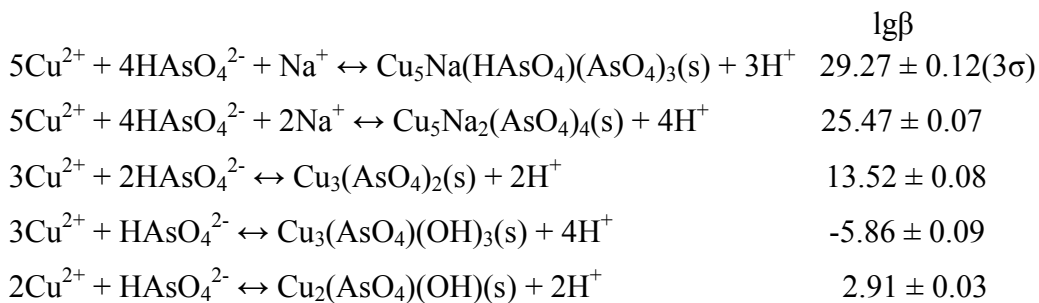 lgβ
5Cu²⁺ + 4HAsO₄²⁻ + Na⁺ ↔ Cu₅Na(HAsO₄)(AsO₄)₃(s) + 3H⁺ 29.27 ± 0.12(3σ)
5Cu²⁺ + 4HAsO₄²⁻ + 2Na⁺ ↔ Cu₅Na₂(AsO₄)₄(s) + 4H⁺ 25.47 ± 0.07
3Cu²⁺ + 2HAsO₄²⁻ ↔ Cu₃(AsO₄)₂(s) + 2H⁺ 13.52 ± 0.08
3Cu²⁺ + HAsO₄²⁻ ↔ Cu₃(AsO₄)(OH)₃(s) + 4H⁺ -5.86 ± 0.09
2Cu²⁺ + HAsO₄²⁻ ↔ Cu₂(AsO₄)(OH)(s) + 2H⁺ 2.91 ± 0.03